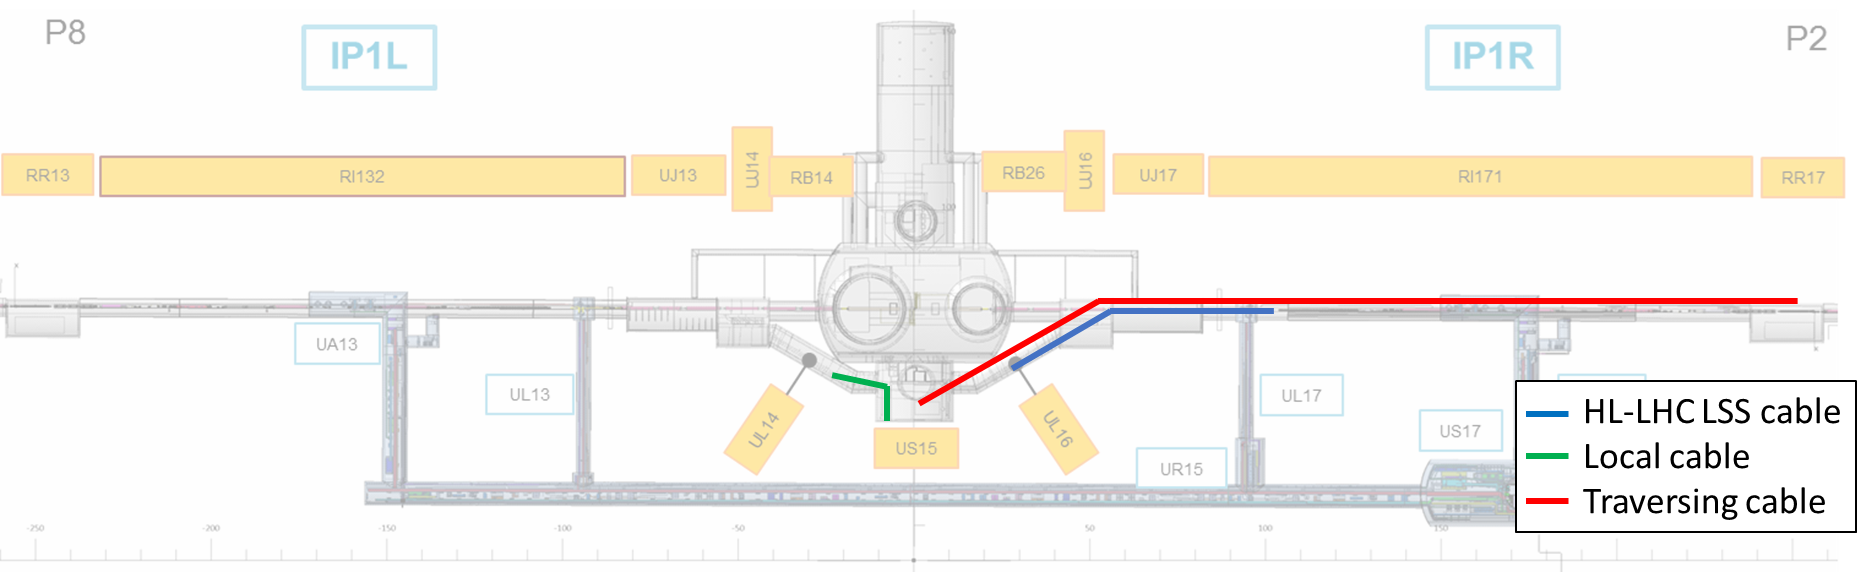 P8
IP1L
IP1R
P2
RR13
RI132
UJ13
UJ14
RB14
RB26
UJ16
UJ17
RI171
RR17
100
UA13
UL13
UL14
US15
UL16
UL17
UR15
US17
HL-LHC LSS cable
Local cable
Traversing cable
-250
-200
-150
-100
-50
50
100
150